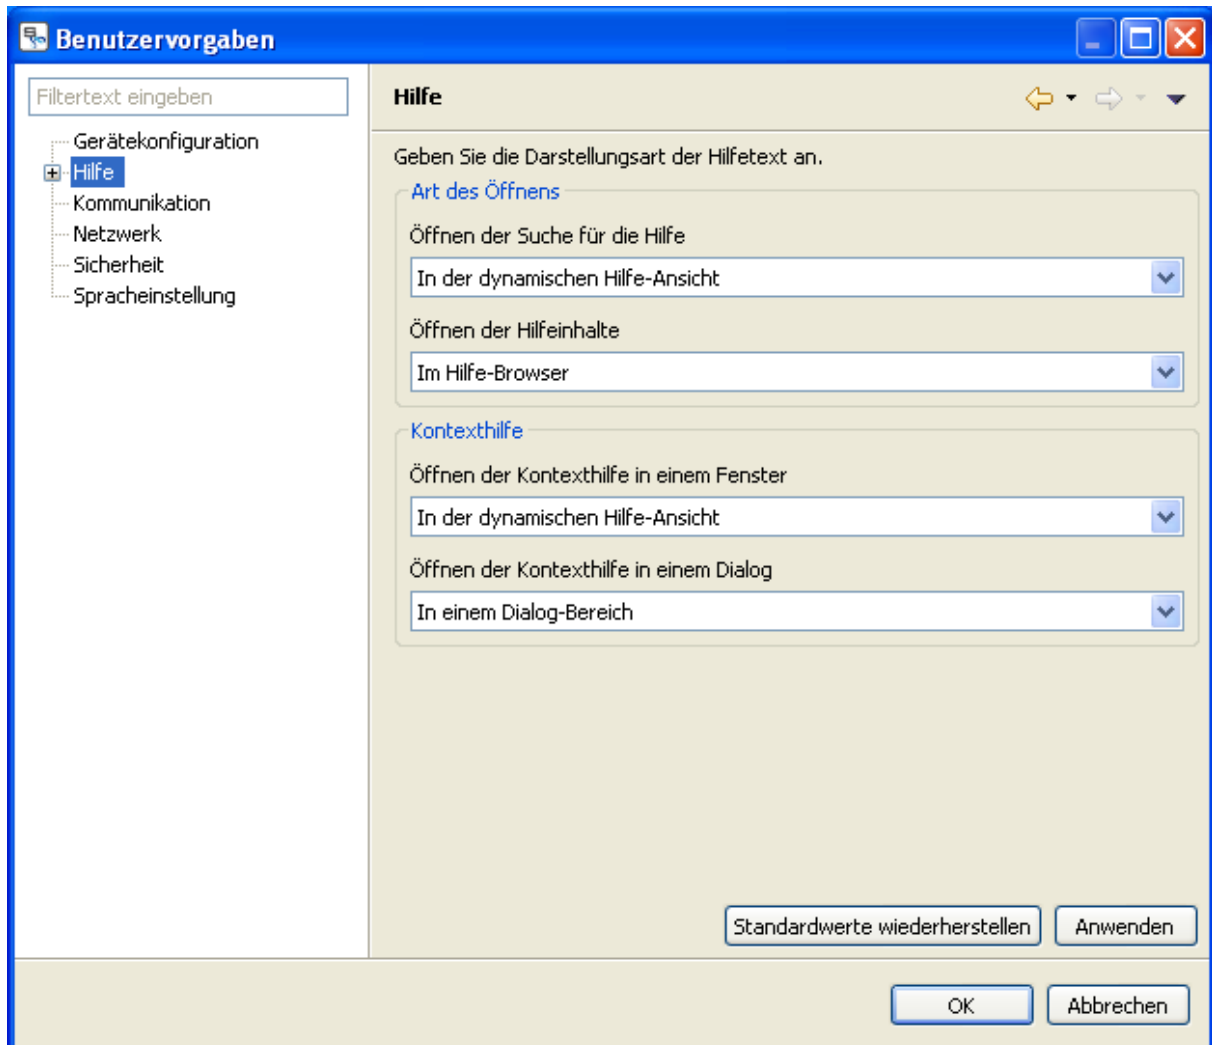 Benutzervorgaben
Filtertext eingeben
Gerätekonfiguration
Hilfe
Kommunikation
Netzwerk
Sicherheit
Spracheinstellung
Hilfe
Geben Sie die Darstellungsart der Hilfetext an.
Art des Öffnens
Öffnen der Suche für die Hilfe
In der dynamischen Hilfe-Ansicht
Öffnen der Hilfeinhalte
Im Hilfe-Browser
Kontexthilfe
Öffnen der Kontexthilfe in einem Fenster
In der dynamischen Hilfe-Ansicht
Öffnen der Kontexthilfe in einem Dialog
In einem Dialog-Bereich
Standardwerte wiederherstellen Anwenden
OK Abbrechen